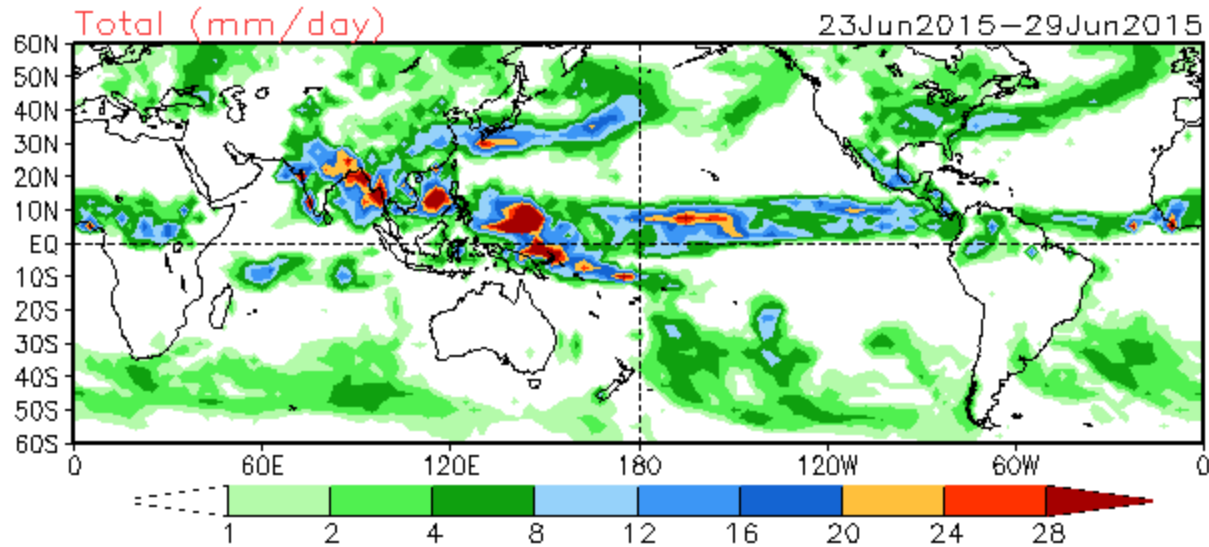 Total (mm/day) 23Jun2015–29Jun2015
60N
50N
40N
30N
20N
10N
EQ
10S
20S
30S
40S
50S
60S
0 60E 120E 180 120W 60W 0
1 2 4 8 12 16 20 24 28